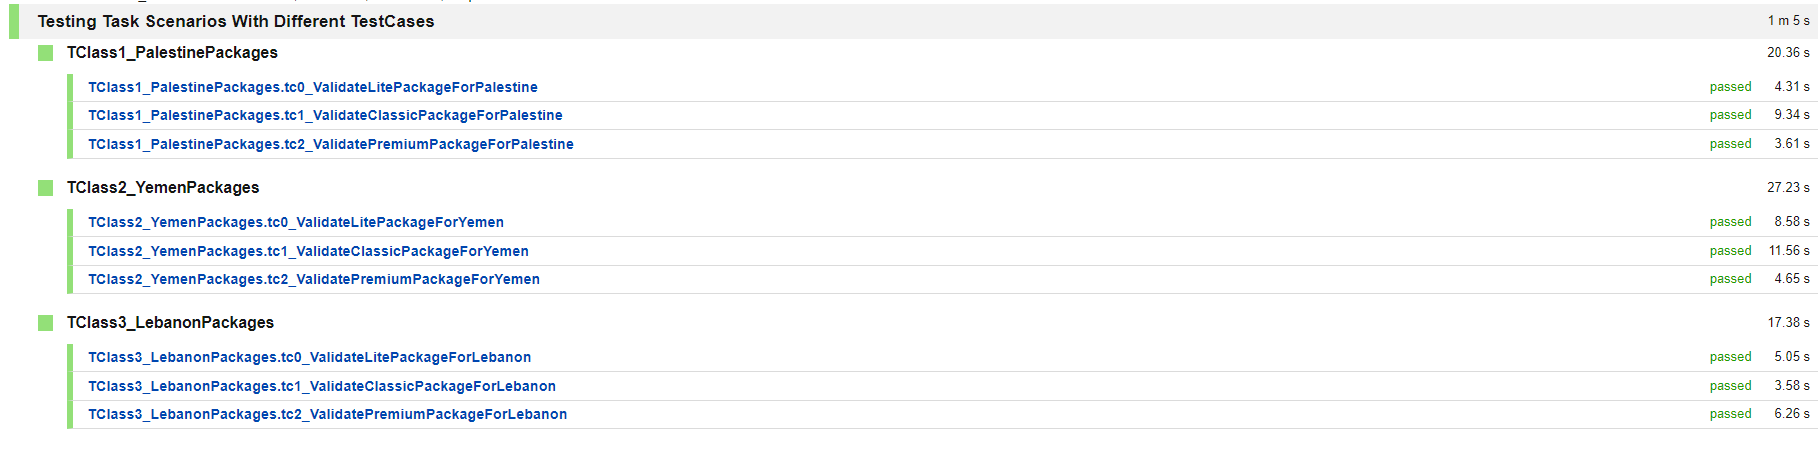 Testing Task Scenarios With Different TestCases 1 m 5 s
TClass1_PalestinePackages 20.36 s
TClass1_PalestinePackages.tc0_ValidateLitePackageForPalestine passed 4.31 s
TClass1_PalestinePackages.tc1_ValidateClassicPackageForPalestine passed 9.34 s
TClass1_PalestinePackages.tc2_ValidatePremiumPackageForPalestine passed 3.61 s
TClass2_YemenPackages 27.23 s
TClass2_YemenPackages.tc0_ValidateLitePackageForYemen passed 8.58 s
TClass2_YemenPackages.tc1_ValidateClassicPackageForYemen passed 11.56 s
TClass2_YemenPackages.tc2_ValidatePremiumPackageForYemen passed 4.65 s
TClass3_LebanonPackages 17.38 s
TClass3_LebanonPackages.tc0_ValidateLitePackageForLebanon passed 5.05 s
TClass3_LebanonPackages.tc1_ValidateClassicPackageForLebanon passed 3.58 s
TClass3_LebanonPackages.tc2_ValidatePremiumPackageForLebanon passed 6.26 s